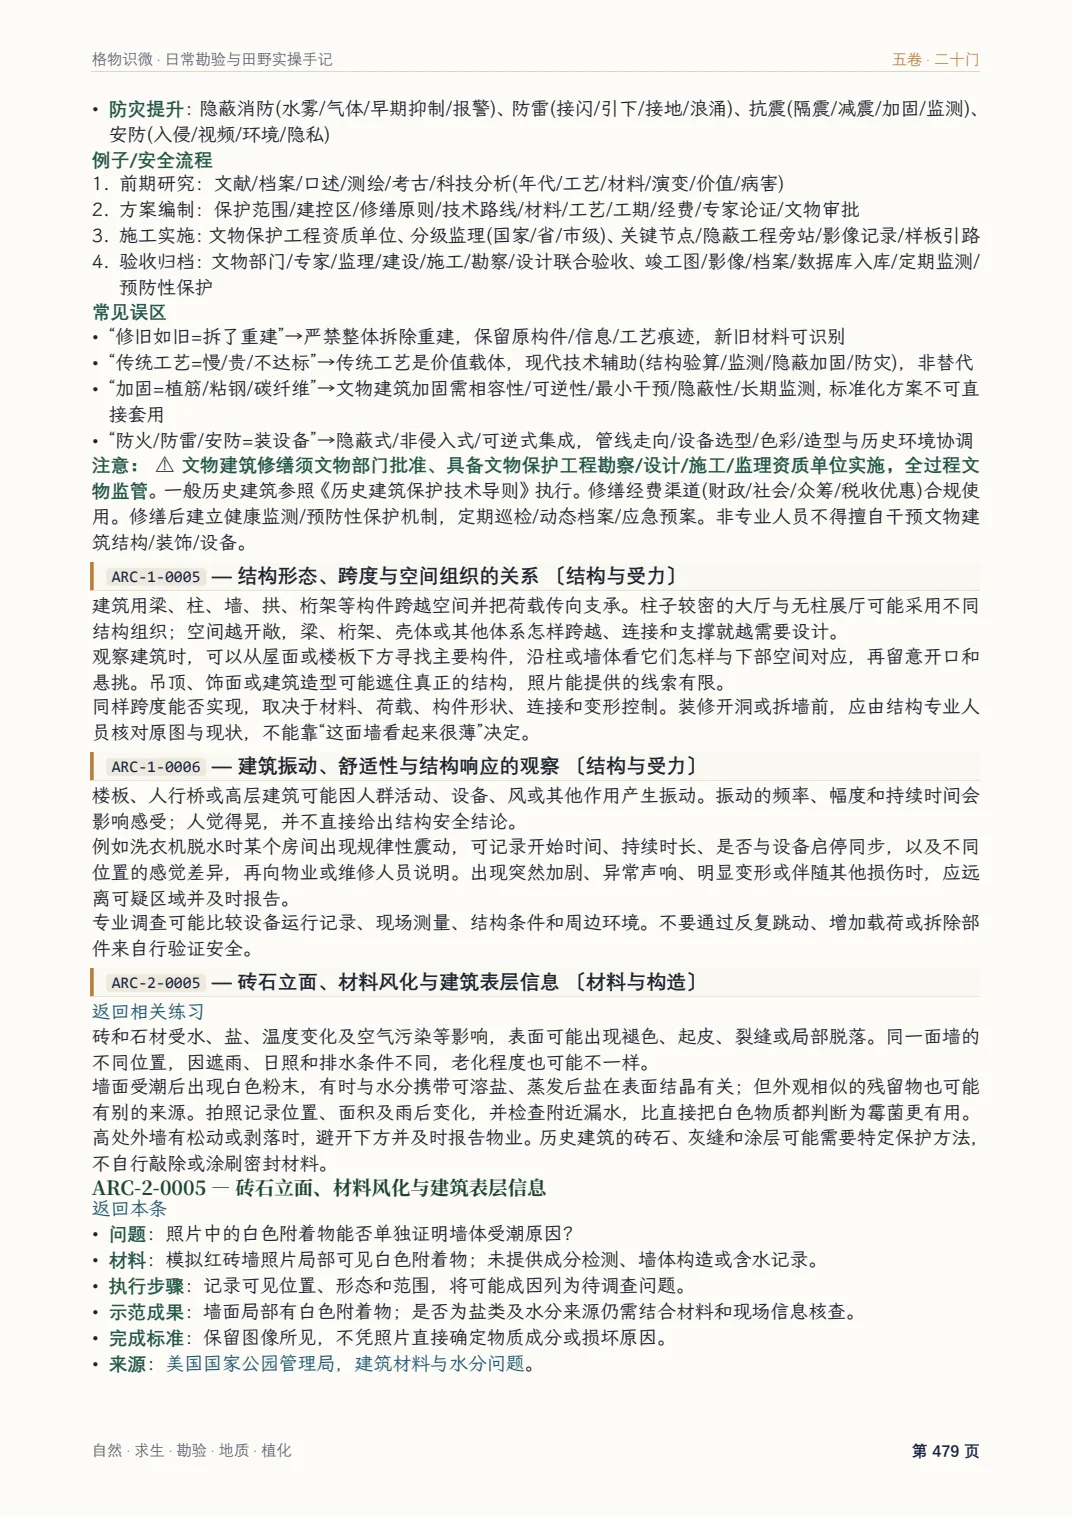 格物识微 · 日常勘验与田野实操手记
五卷 · 二十门
• 防灾提升：隐蔽消防(水雾/气体/早期抑制/报警)、防雷(接闪/引下/接地/浪涌)、抗震(隔震/减震/加固/监测)、
安防(入侵/视频/环境/隐私)
例子/安全流程
1. 前期研究：文献/档案/口述/测绘/考古/科技分析(年代/工艺/材料/演变/价值/病害)
2. 方案编制：保护范围/建控区/修缮原则/技术路线/材料/工艺/工期/经费/专家论证/文物审批
3. 施工实施：文物保护工程资质单位、分级监理(国家/省/市级)、关键节点/隐蔽工程旁站/影像记录/样板引路
4. 验收归档：文物部门/专家/监理/建设/施工/勘察/设计联合验收、竣工图/影像/档案/数据库入库/定期监测/
预防性保护
常见误区
• “修旧如旧=拆了重建”→严禁整体拆除重建，保留原构件/信息/工艺痕迹，新旧材料可识别
• “传统工艺=慢/贵/不达标”→传统工艺是价值载体，现代技术辅助(结构验算/监测/隐蔽加固/防灾)，非替代
• “加固=植筋/粘钢/碳纤维”→文物建筑加固需相容性/可逆性/最小干预/隐蔽性/长期监测，标准化方案不可直
接套用
• “防火/防雷/安防=装设备”→隐蔽式/非侵入式/可逆式集成，管线走向/设备选型/色彩/造型与历史环境协调
注意：⚠ 文物建筑修缮须文物部门批准、具备文物保护工程勘察/设计/施工/监理资质单位实施，全过程文
物监管。一般历史建筑参照《历史建筑保护技术导则》执行。修缮经费渠道(财政/社会/众筹/税收优惠)合规使
用。修缮后建立健康监测/预防性保护机制，定期巡检/动态档案/应急预案。非专业人员不得擅自干预文物建
筑结构/装饰/设备。
ARC-1-0005 — 结构形态、跨度与空间组织的关系 〔结构与受力〕
建筑用梁、柱、墙、拱、桁架等构件跨越空间并把荷载传向支承。柱子较密的大厅与无柱展厅可能采用不同
结构组织；空间越开敞，梁、桁架、壳体或其他体系怎样跨越、连接和支撑就越需要设计。
观察建筑时，可以从屋面或楼板下方寻找主要构件，沿柱或墙体看它们怎样与下部空间对应，再留意开口和
悬挑。吊顶、饰面或建筑造型可能遮住真正的结构，照片能提供的线索有限。
同样跨度能否实现，取决于材料、荷载、构件形状、连接和变形控制。装修开洞或拆墙前，应由结构专业人
员核对原图与现状，不能靠“这面墙看起来很薄”决定。
ARC-1-0006 — 建筑振动、舒适性与结构响应的观察 〔结构与受力〕
楼板、人行桥或高层建筑可能因人群活动、设备、风或其他作用产生振动。振动的频率、幅度和持续时间会
影响感受；人觉得晃，并不直接给出结构安全结论。
例如洗衣机脱水时某个房间出现规律性震动，可记录开始时间、持续时长、是否与设备启停同步，以及不同
位置的感觉差异，再向物业或维修人员说明。出现突然加剧、异常声响、明显变形或伴随其他损伤时，应远
离可疑区域并及时报告。
专业调查可能比较设备运行记录、现场测量、结构条件和周边环境。不要通过反复跳动、增加载荷或拆除部
件来自行验证安全。
ARC-2-0005 — 砖石立面、材料风化与建筑表层信息 〔材料与构造〕
返回相关练习
砖和石材受水、盐、温度变化及空气污染等影响，表面可能出现褪色、起皮、裂缝或局部脱落。同一面墙的
不同位置，因遮雨、日照和排水条件不同，老化程度也可能不一样。
墙面受潮后出现白色粉末，有时与水分携带可溶盐、蒸发后盐在表面结晶有关；但外观相似的残留物也可能
有别的来源。拍照记录位置、面积及雨后变化，并检查附近漏水，比直接把白色物质都判断为霉菌更有用。
高处外墙有松动或剥落时，避开下方并及时报告物业。历史建筑的砖石、灰缝和涂层可能需要特定保护方法，
不自行敲除或涂刷密封材料。
ARC-2-0005 — 砖石立面、材料风化与建筑表层信息
返回本条
• 问题：照片中的白色附着物能否单独证明墙体受潮原因？
• 材料：模拟红砖墙照片局部可见白色附着物；未提供成分检测、墙体构造或含水记录。
• 执行步骤：记录可见位置、形态和范围，将可能成因列为待调查问题。
• 示范成果：墙面局部有白色附着物；是否为盐类及水分来源仍需结合材料和现场信息核查。
• 完成标准：保留图像所见，不凭照片直接确定物质成分或损坏原因。
• 来源：美国国家公园管理局，建筑材料与水分问题。
自然 · 求生 · 勘验 · 地质 · 植化
第 479 页